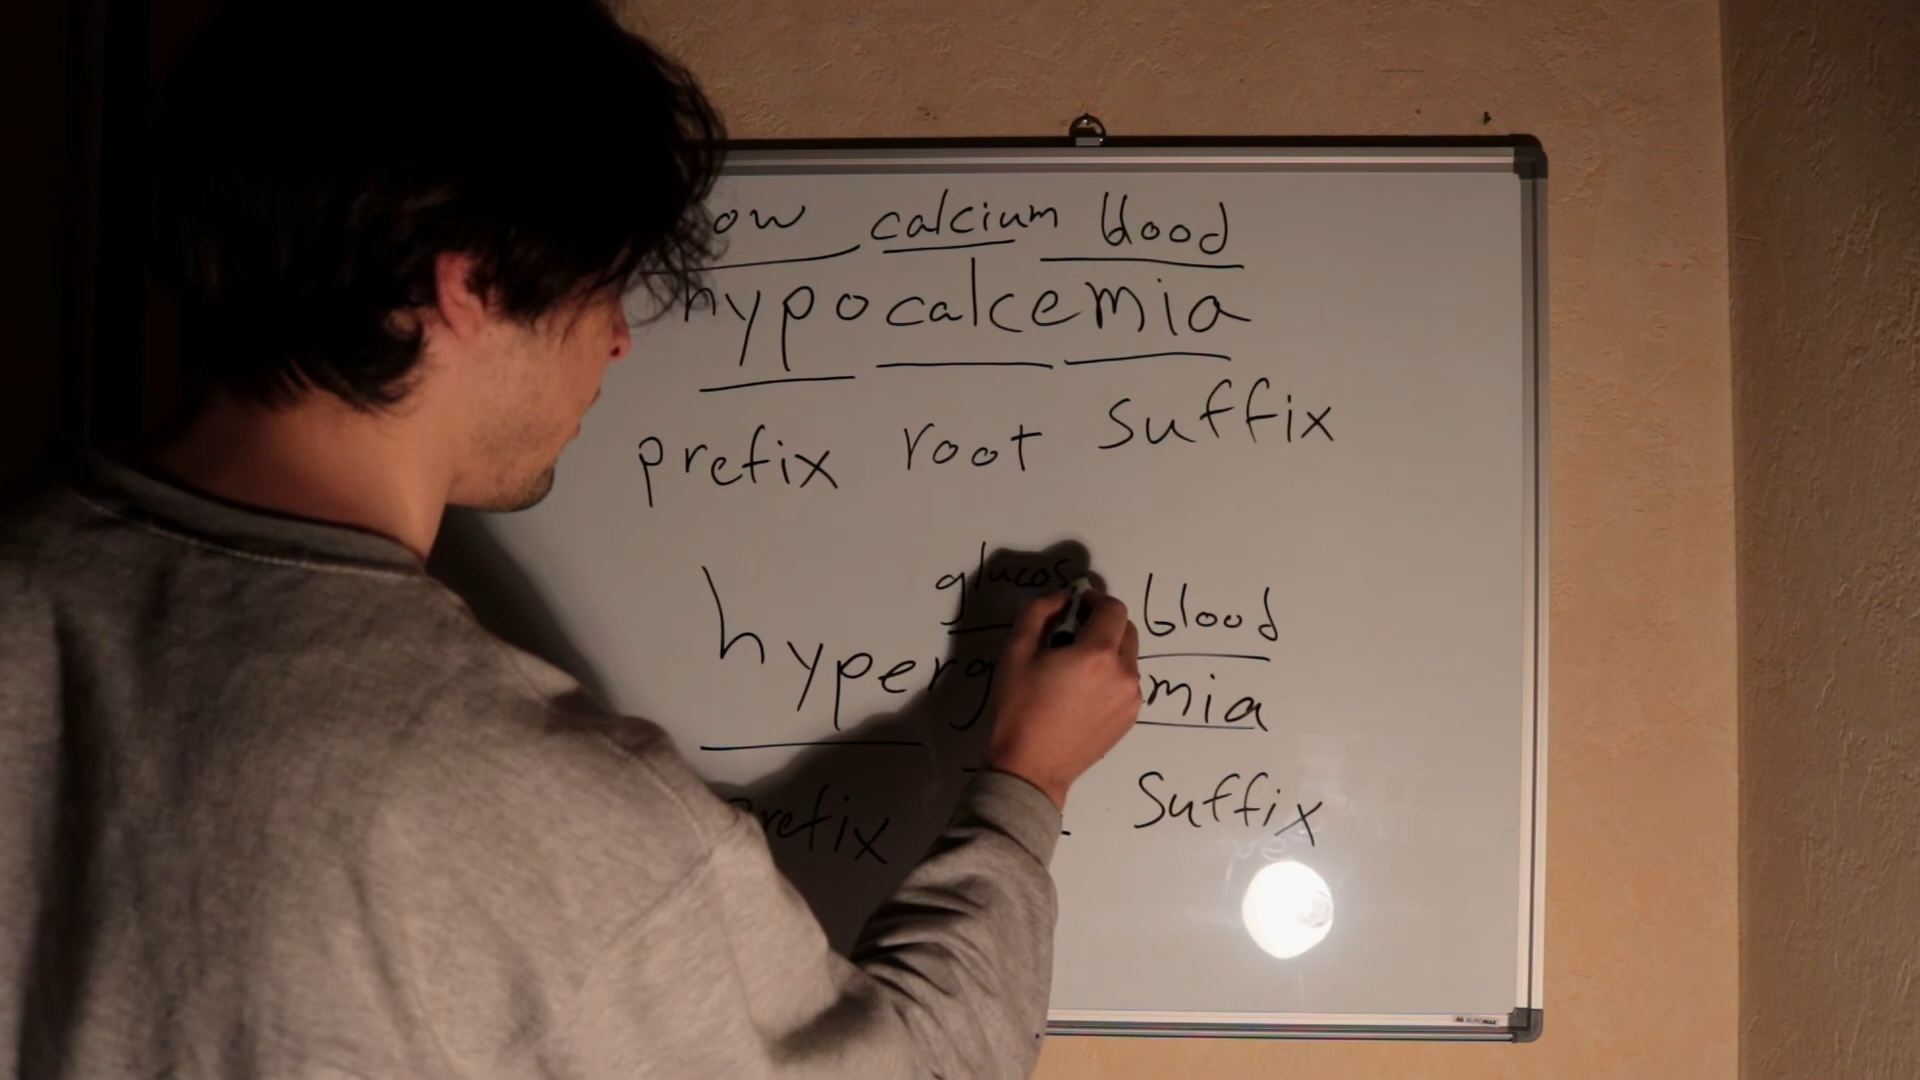 ow calcium blood
hypocalcemia
prefix root suffix
glucos blood
hyperg mia
refix Suffix